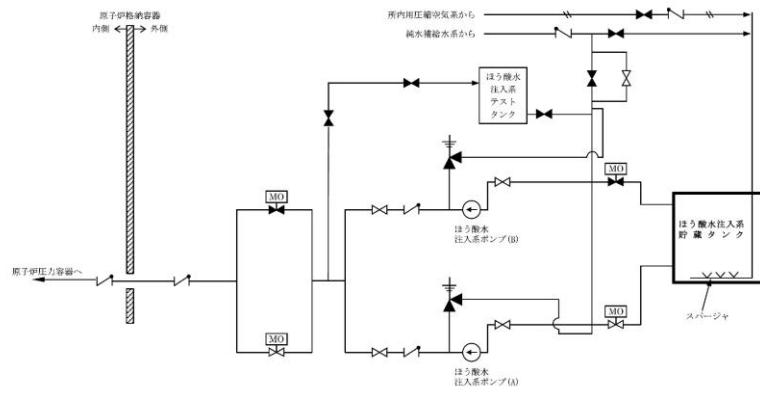 原子炉格納容器
内側
外側
所内用圧縮空気系から
純水補給水系から
ほう酸水
注入系
テスト
タンク
MO
MO
ほう酸水
注入系ポンプ(B)
ほう酸水注入系
貯蔵タンク
原子炉圧力容器へ
MO
MO
スパージャ
ほう酸水
注入系ポンプ(A)